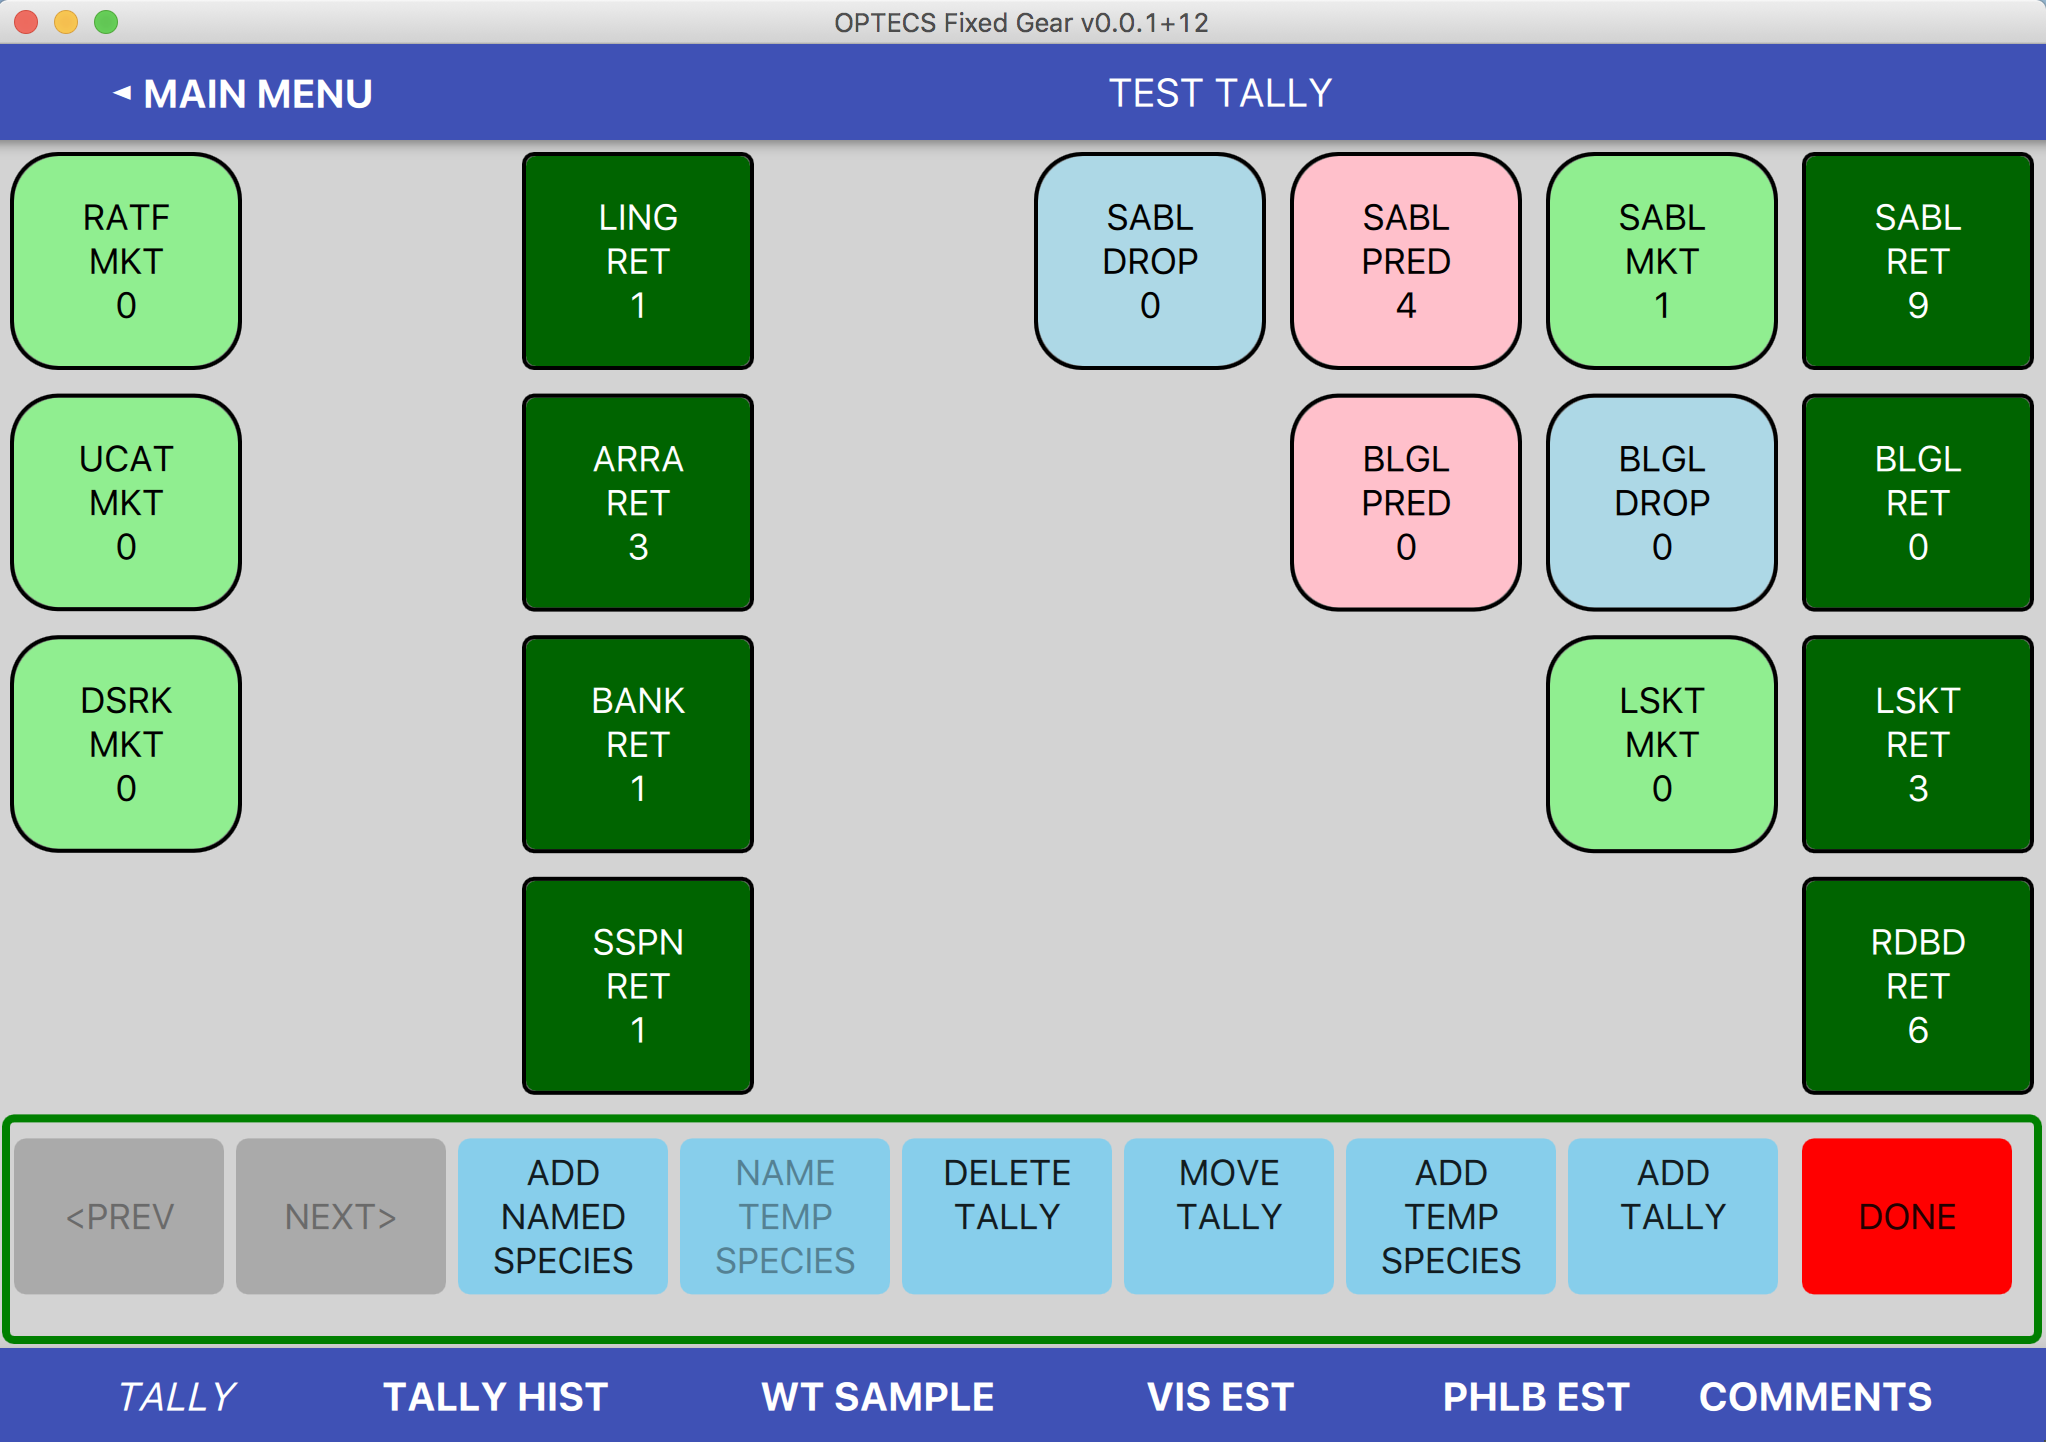 OPTECS Fixed Gear v0.0.1+12
◄ MAIN MENU
TEST TALLY
RATF
MKT
0
LING
RET
1
SABL
DROP
0
SABL
PRED
4
SABL
MKT
1
SABL
RET
9
UCAT
MKT
0
ARRA
RET
3
BLGL
PRED
0
BLGL
DROP
0
BLGL
RET
0
DSRK
MKT
0
BANK
RET
1
LSKT
MKT
0
LSKT
RET
3
SSPN
RET
1
RDBD
RET
6
<PREV
NEXT>
ADD
NAMED
SPECIES
NAME
TEMP
SPECIES
DELETE
TALLY
MOVE
TALLY
ADD
TEMP
SPECIES
ADD
TALLY
DONE
TALLY
TALLY HIST
WT SAMPLE
VIS EST
PHLB EST
COMMENTS